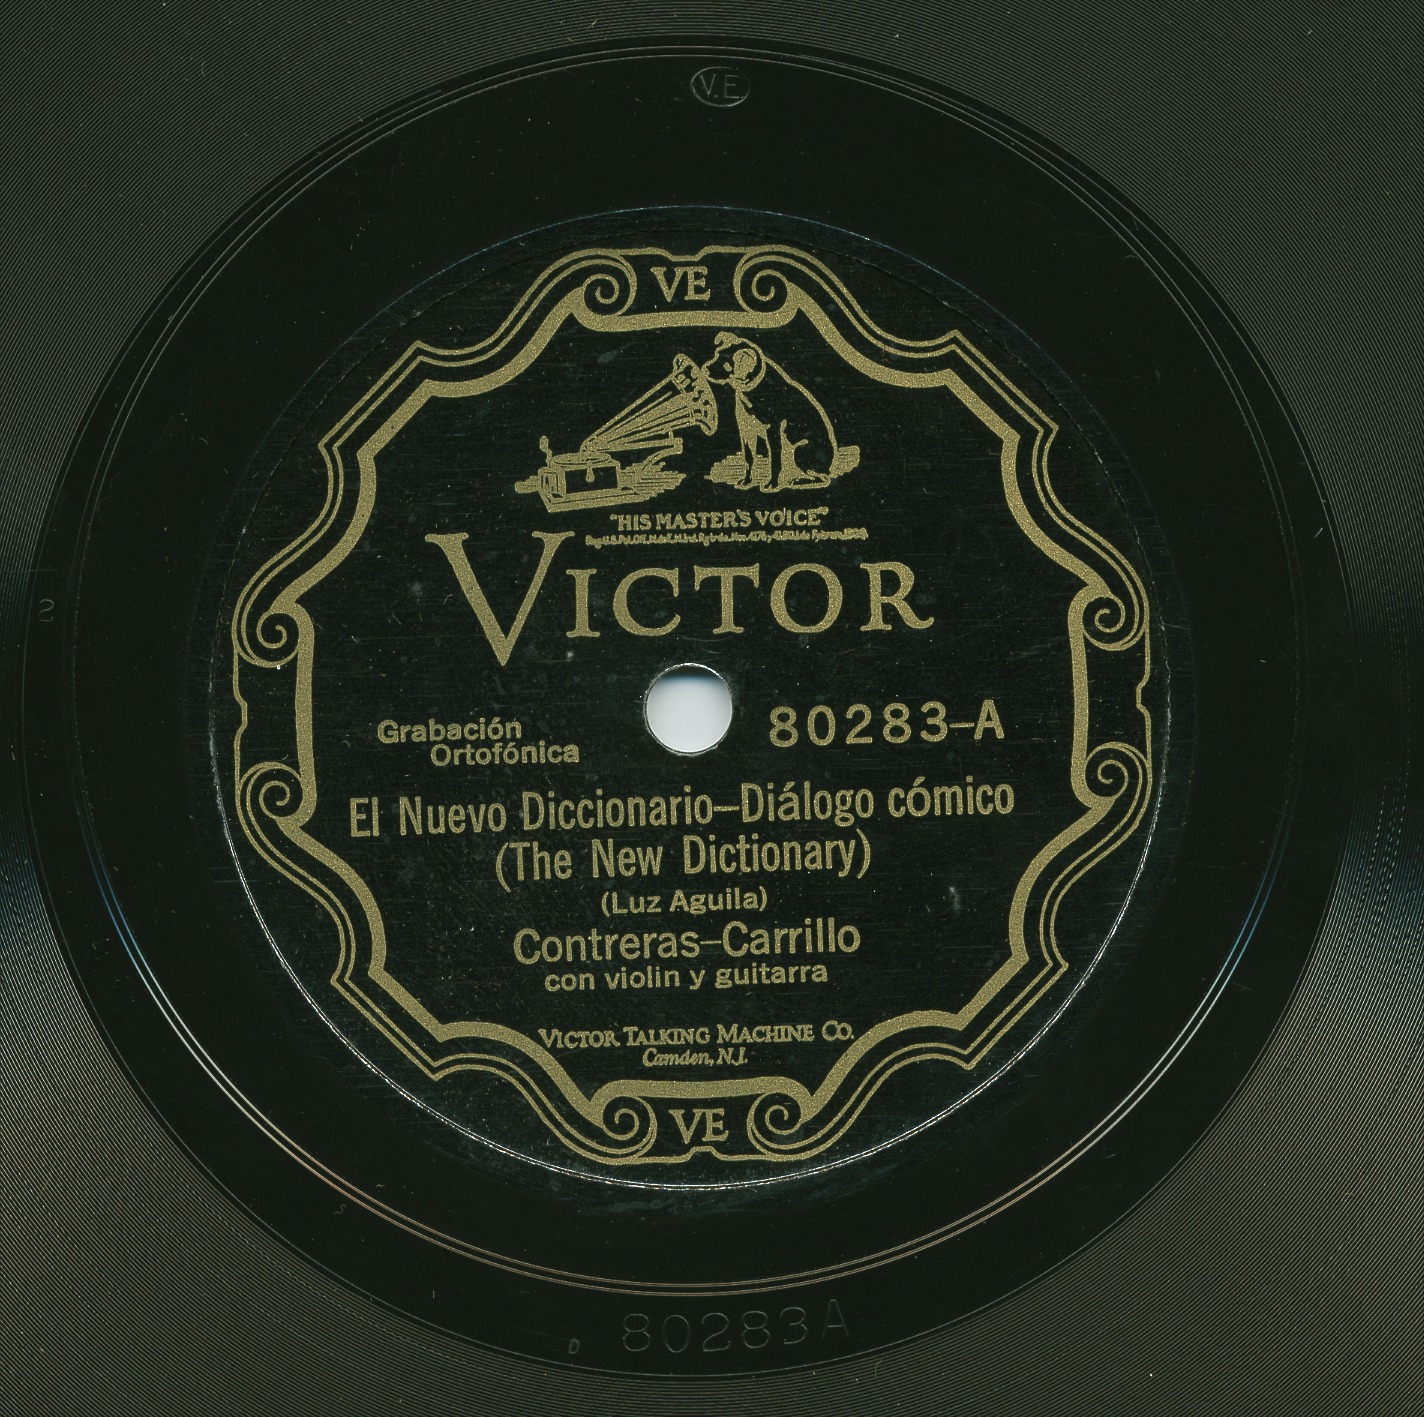 V.E.
VE
"HIS MASTER'S VOICE"
VICTOR
2
Grabación
Ortofónica
80283-A
El Nuevo Diccionario-Diálogo cómico
(The New Dictionary)
(Luz Aguila)
Contreras-Carrillo
con violin y guitarra
VICTOR TALKING MACHINE CO.
Camden, N.J.
VE
D 80283A